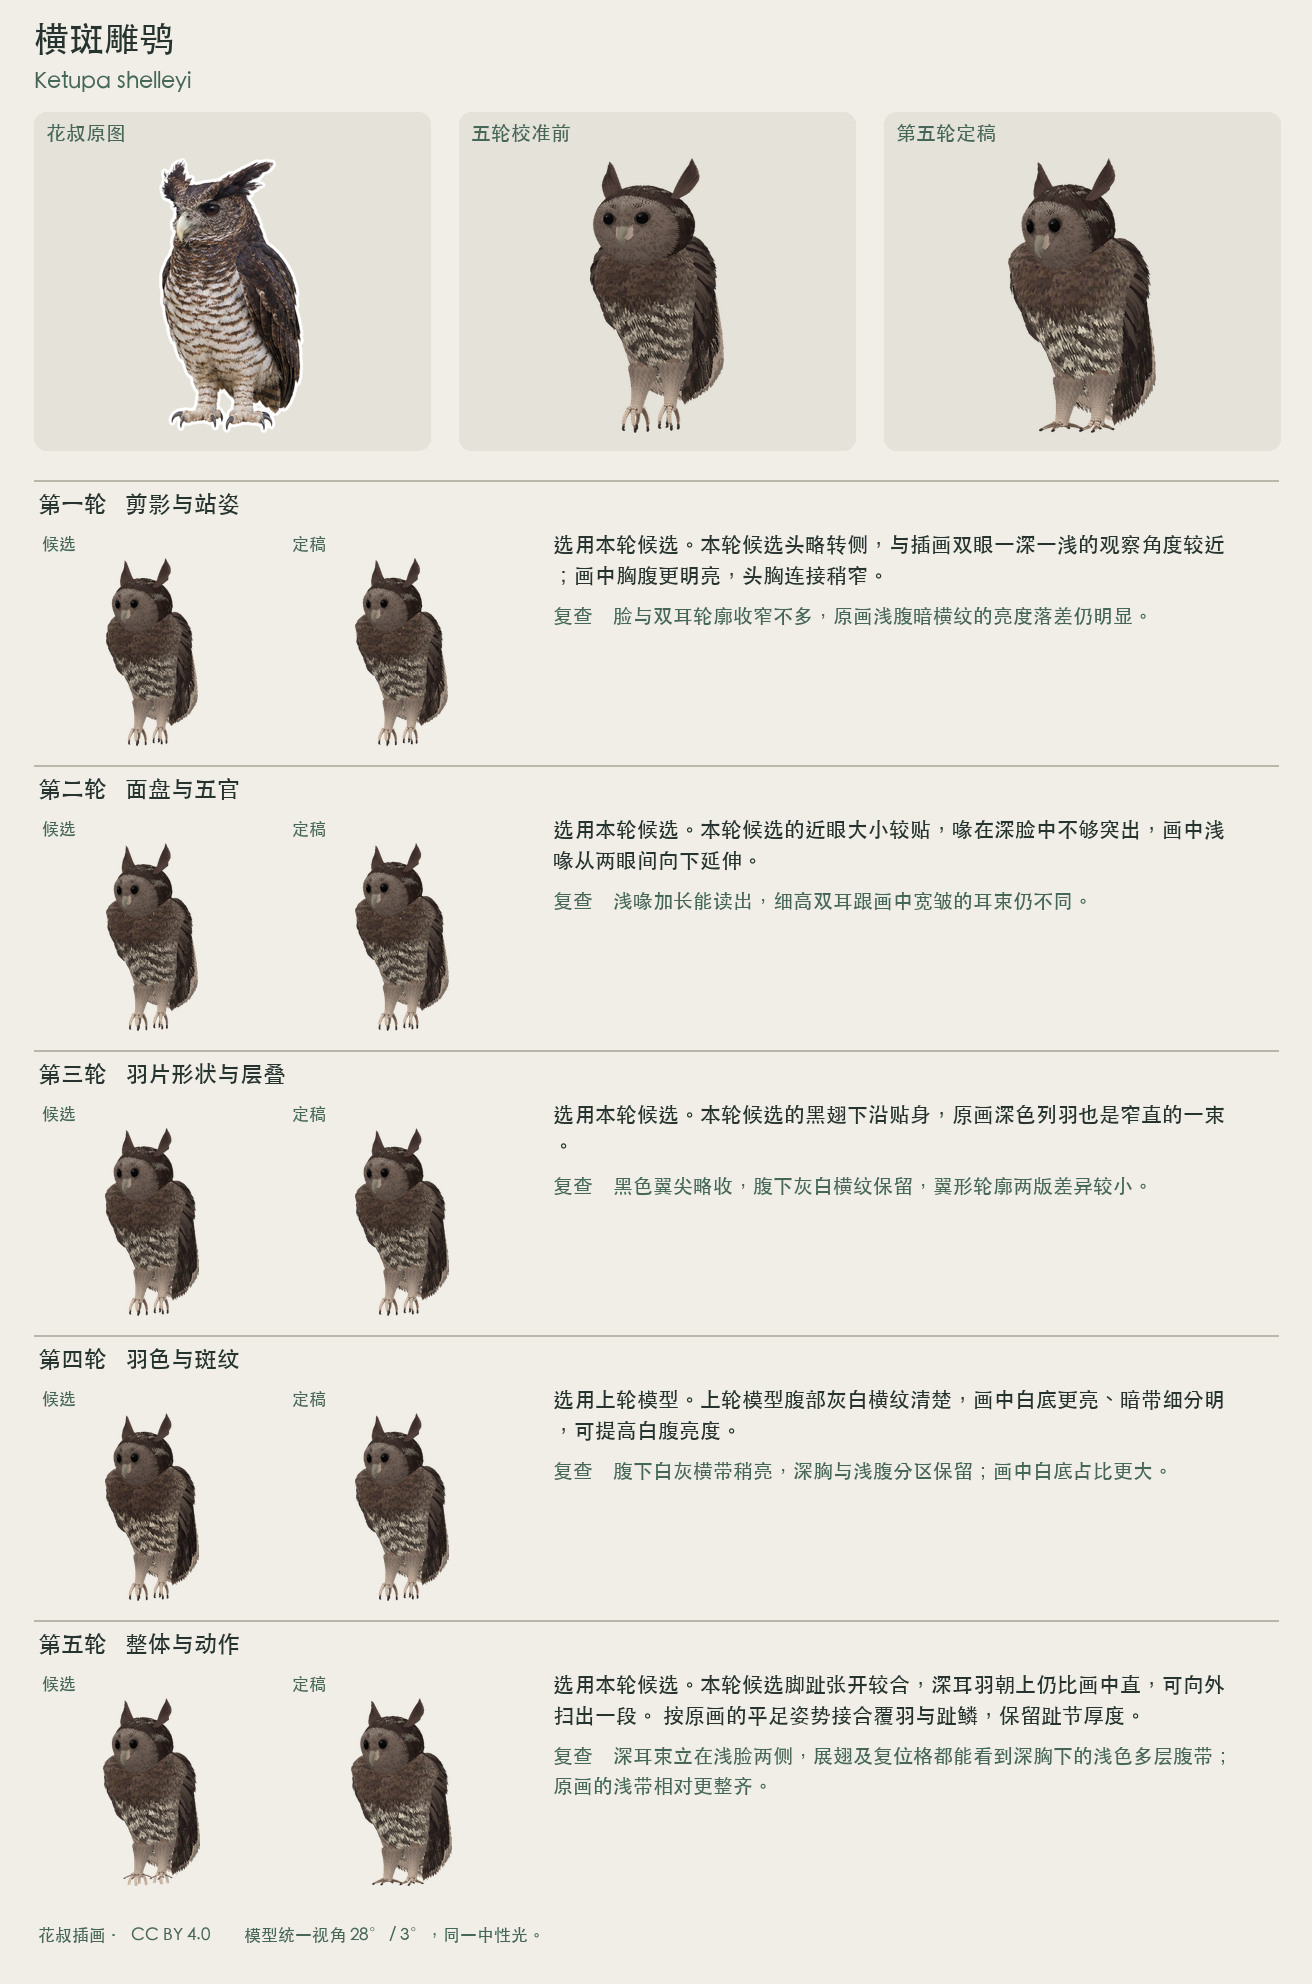 横斑雕鸮
Ketupa shelleyi
花叔原图
五轮校准前
第五轮定稿
第一轮 剪影与站姿
候选
定稿
选用本轮候选。本轮候选头略转侧，与插画双眼一深一浅的观察角度较近
；画中胸腹更明亮，头胸连接稍窄。
复查 脸与双耳轮廓收窄不多，原画浅腹暗横纹的亮度落差仍明显。
第二轮 面盘与五官
候选
定稿
选用本轮候选。本轮候选的近眼大小较贴，喙在深脸中不够突出，画中浅
喙从两眼间向下延伸。
复查 浅喙加长能读出，细高双耳跟画中宽皱的耳束仍不同。
第三轮 羽片形状与层叠
候选
定稿
选用本轮候选。本轮候选的黑翅下沿贴身，原画深色列羽也是窄直的一束
。
复查 黑色翼尖略收，腹下灰白横纹保留，翼形轮廓两版差异较小。
第四轮 羽色与斑纹
候选
定稿
选用上轮模型。上轮模型腹部灰白横纹清楚，画中白底更亮、暗带细分明
，可提高白腹亮度。
复查 腹下白灰横带稍亮，深胸与浅腹分区保留；画中白底占比更大。
第五轮 整体与动作
候选
定稿
选用本轮候选。本轮候选脚趾张开较合，深耳羽朝上仍比画中直，可向外
扫出一段。 按原画的平足姿势接合覆羽与趾鳞，保留趾节厚度。
复查 深耳束立在浅脸两侧，展翅及复位格都能看到深胸下的浅色多层腹带；
原画的浅带相对更整齐。
花叔插画 · CC BY 4.0 模型统一视角 28° / 3°，同一中性光。